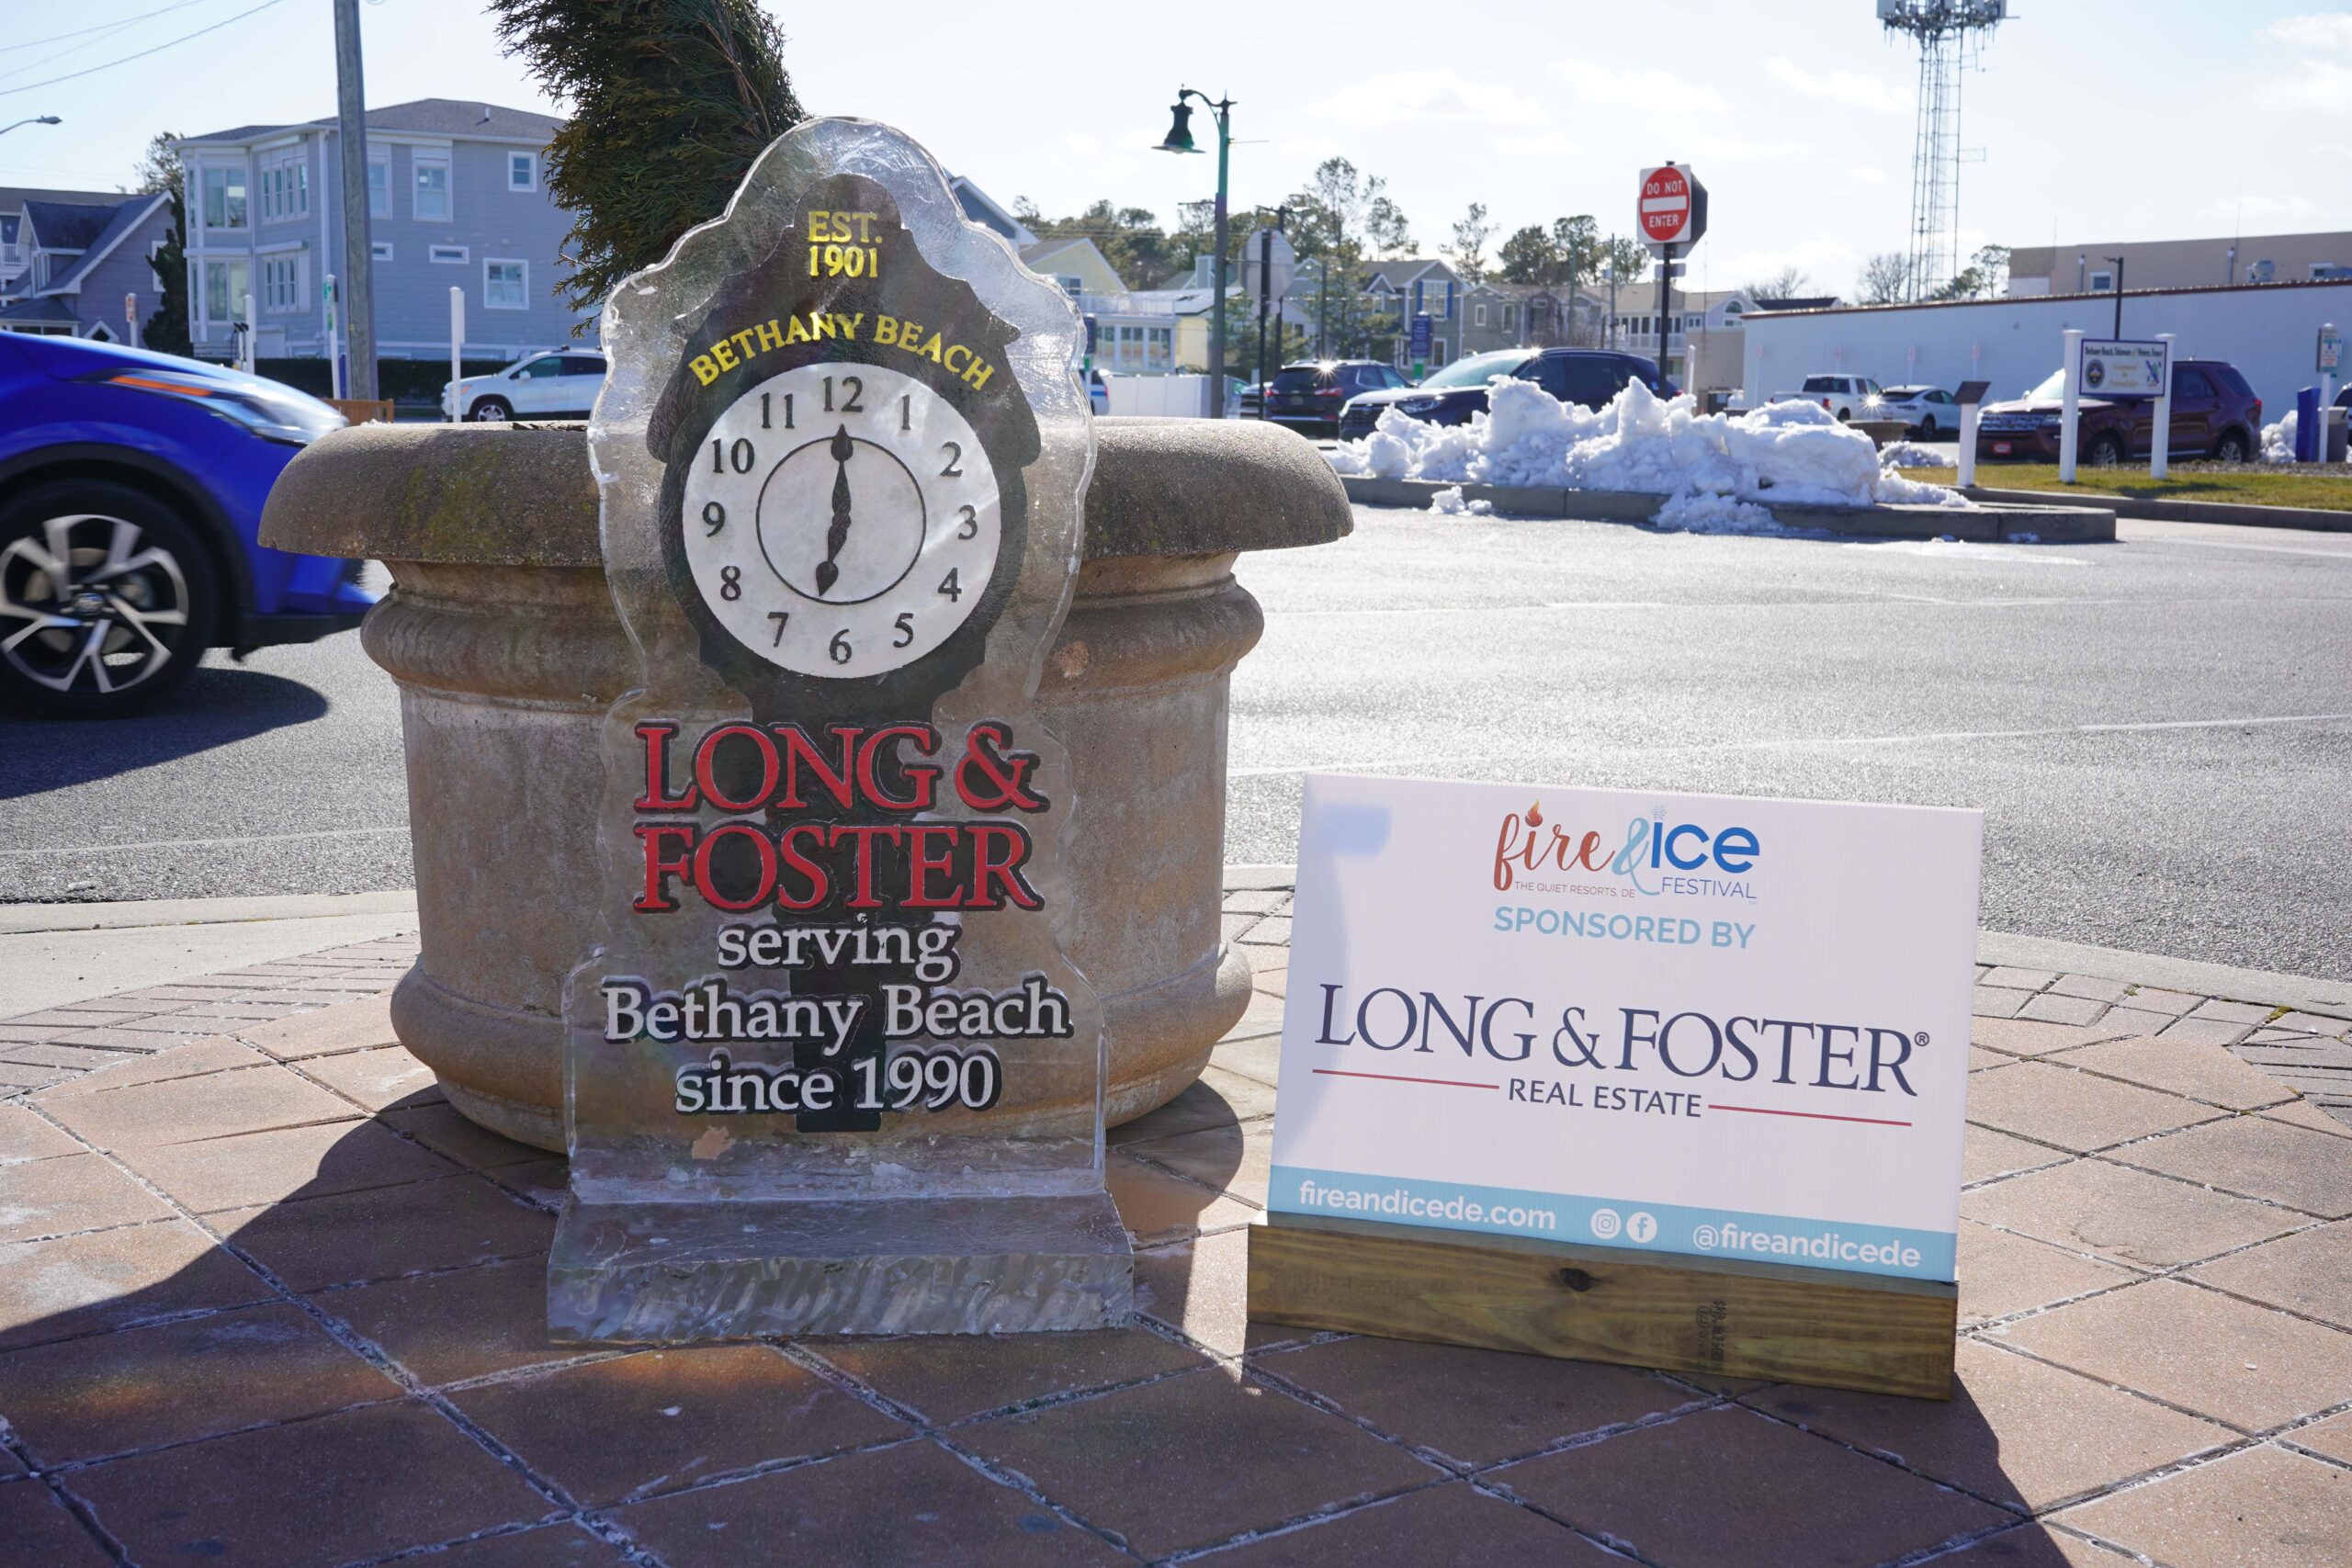 EST.
1901
BETHANY BEACH
12
1
2
3
4
5
6
7
8
9
10
11
LONG &
FOSTER
serving
Bethany Beach
since 1990
DO NOT
ENTER
fire & ice
THE QUIET RESORTS, DE
FESTIVAL
SPONSORED BY
LONG & FOSTER®
REAL ESTATE
fireandicede.com
@fireandicede